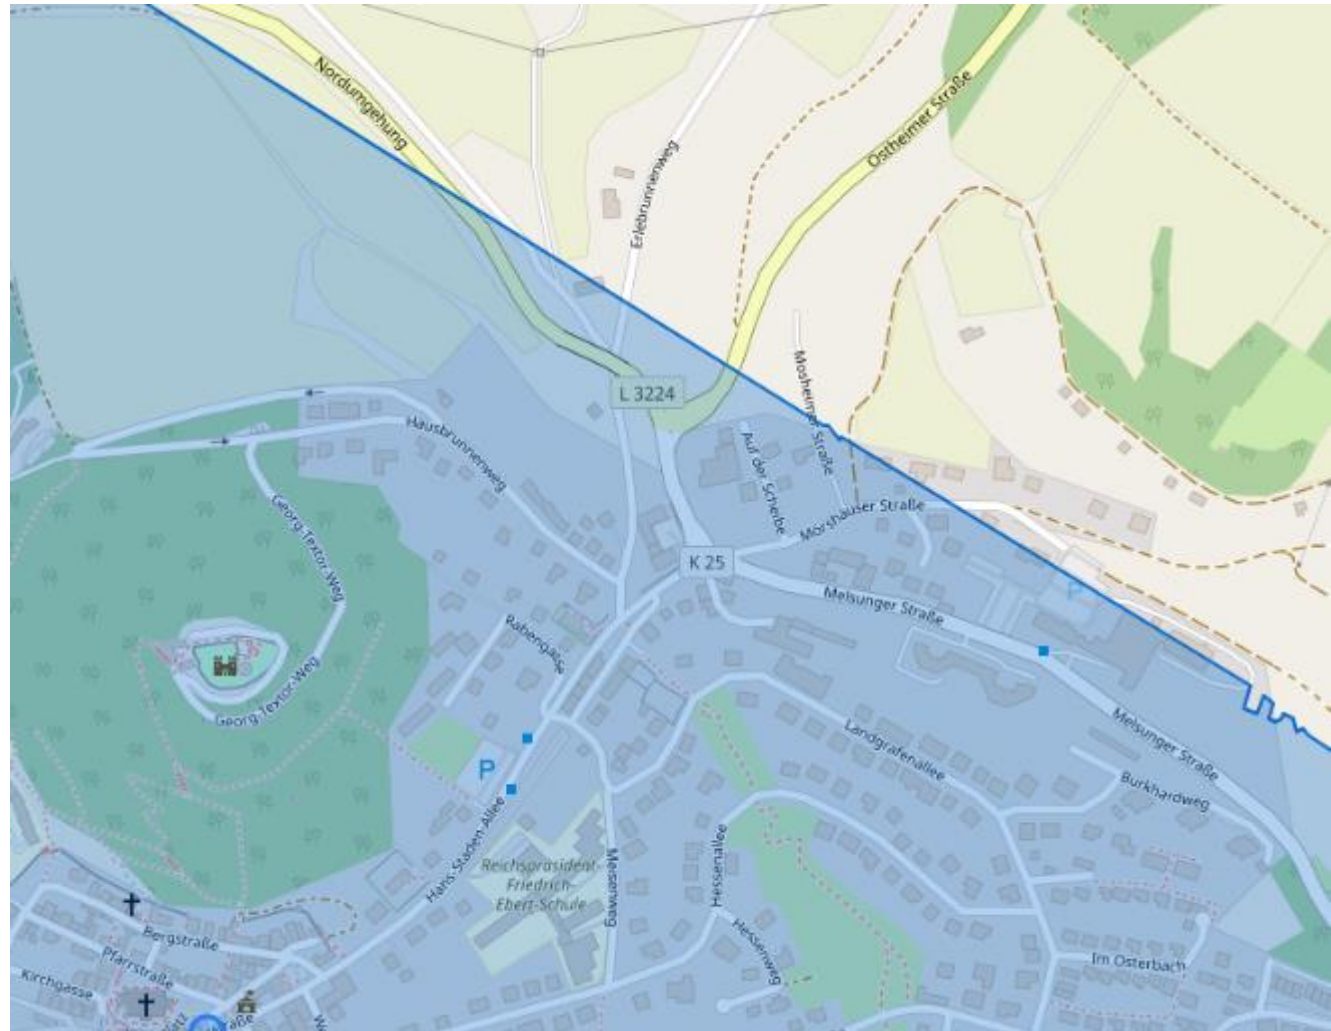 Nordumgehung
Ostheimer Straße
Erlebrunnenweg
L 3224
Mosheimer Straße
Hausbrunnenweg
Auf der Scheibe
Mörshäuser Straße
Georg-Textor-Weg
K 25
P
Melsunger Straße
Rabengasse
Georg-Textor-Weg
Landgrafenallee
Melsunger Straße
P
Burkhardweg
Hans-Staden-Allee
Reichspräsident-
Friedrich-
Ebert-Schule
Meisenweg
Hessenallee
Hessenweg
Bergstraße
Pfarrstraße
Im Osterbach
Kirchgasse